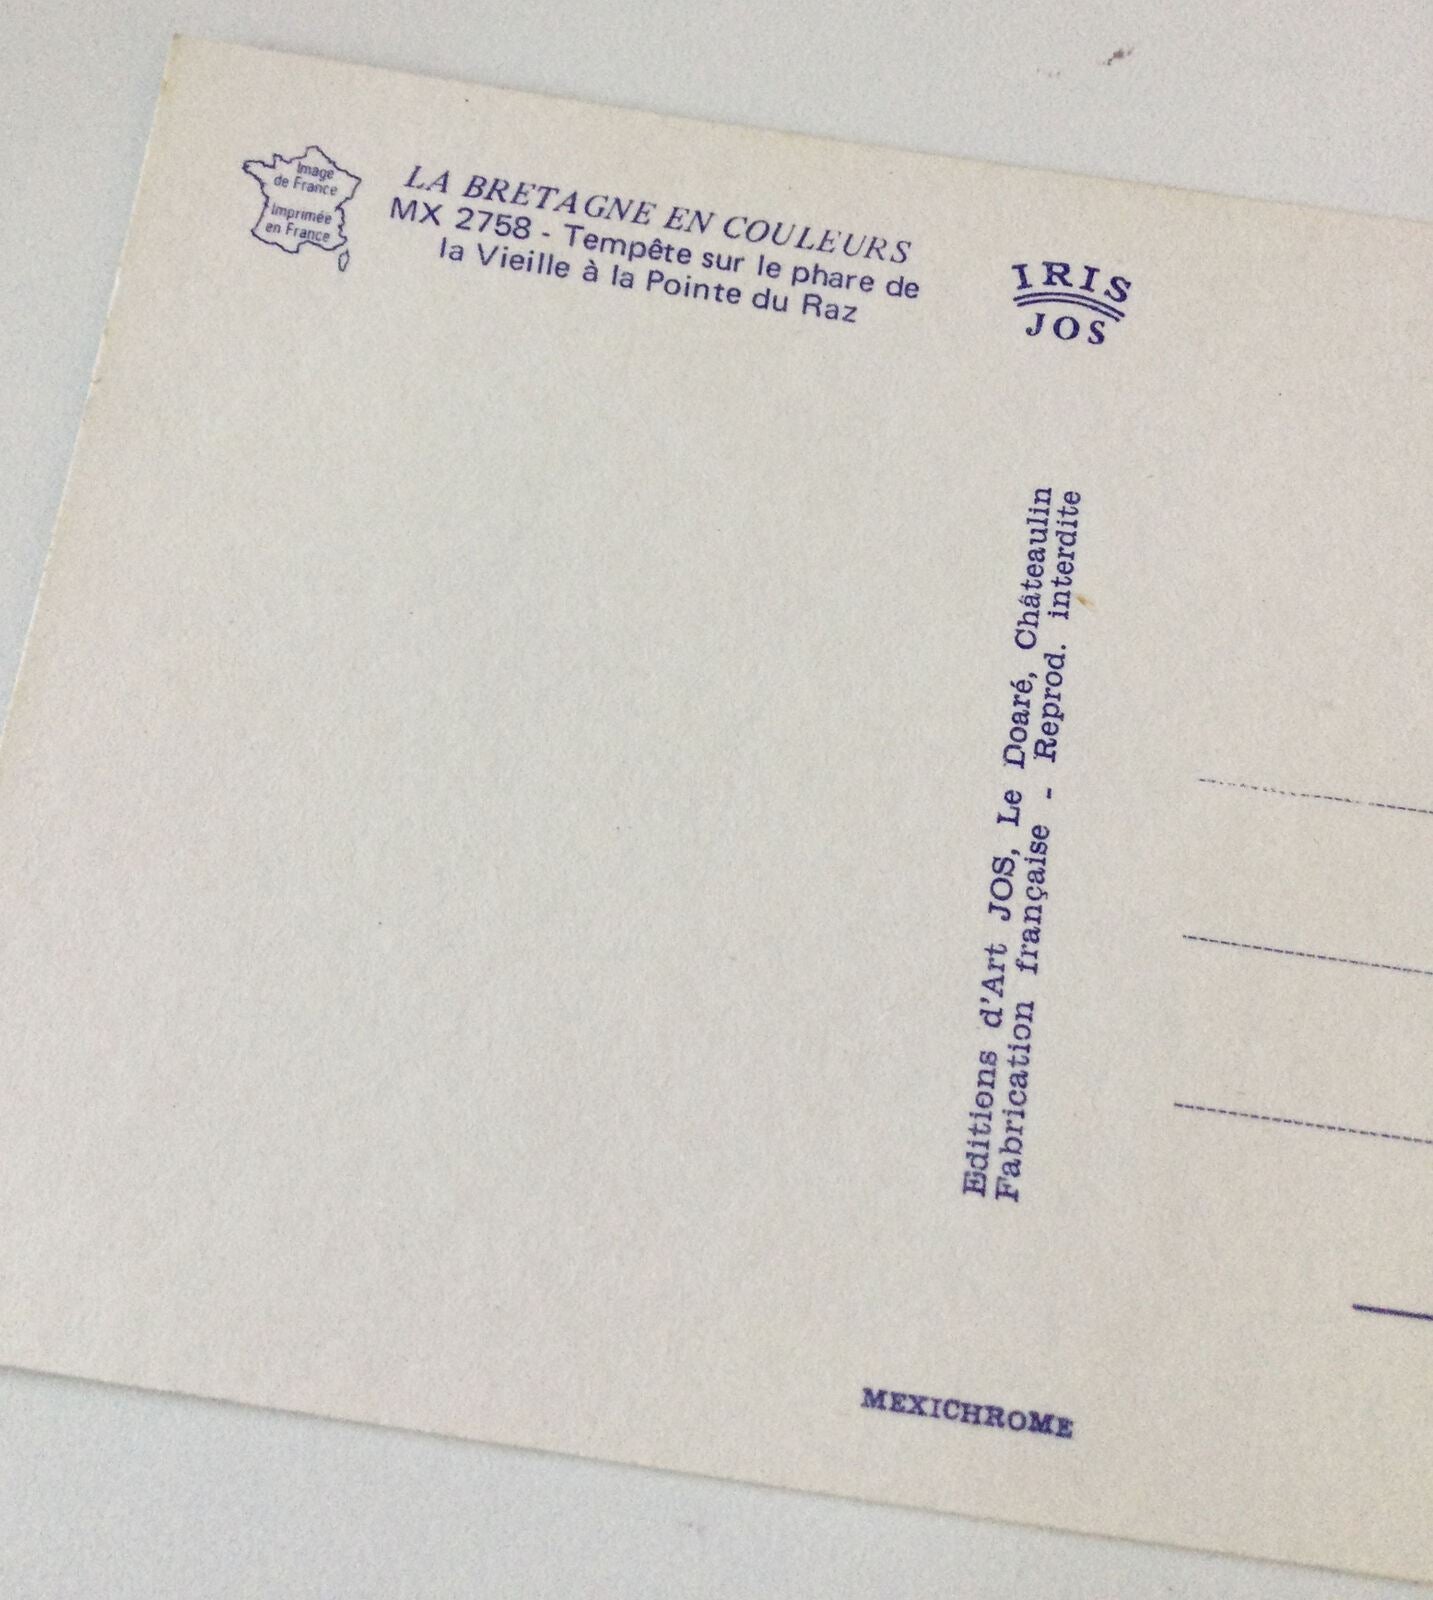 Image
de France
Imprimée
en France
LA BRETAGNE EN COULEURS
MX 2758 - Tempête sur le phare de
la Vieille à la Pointe du Raz
IRIS
JOS
Editions d'Art JOS, Le Doaré, Châteaulin
Fabrication française - Reprod. interdite
MEXICHROME